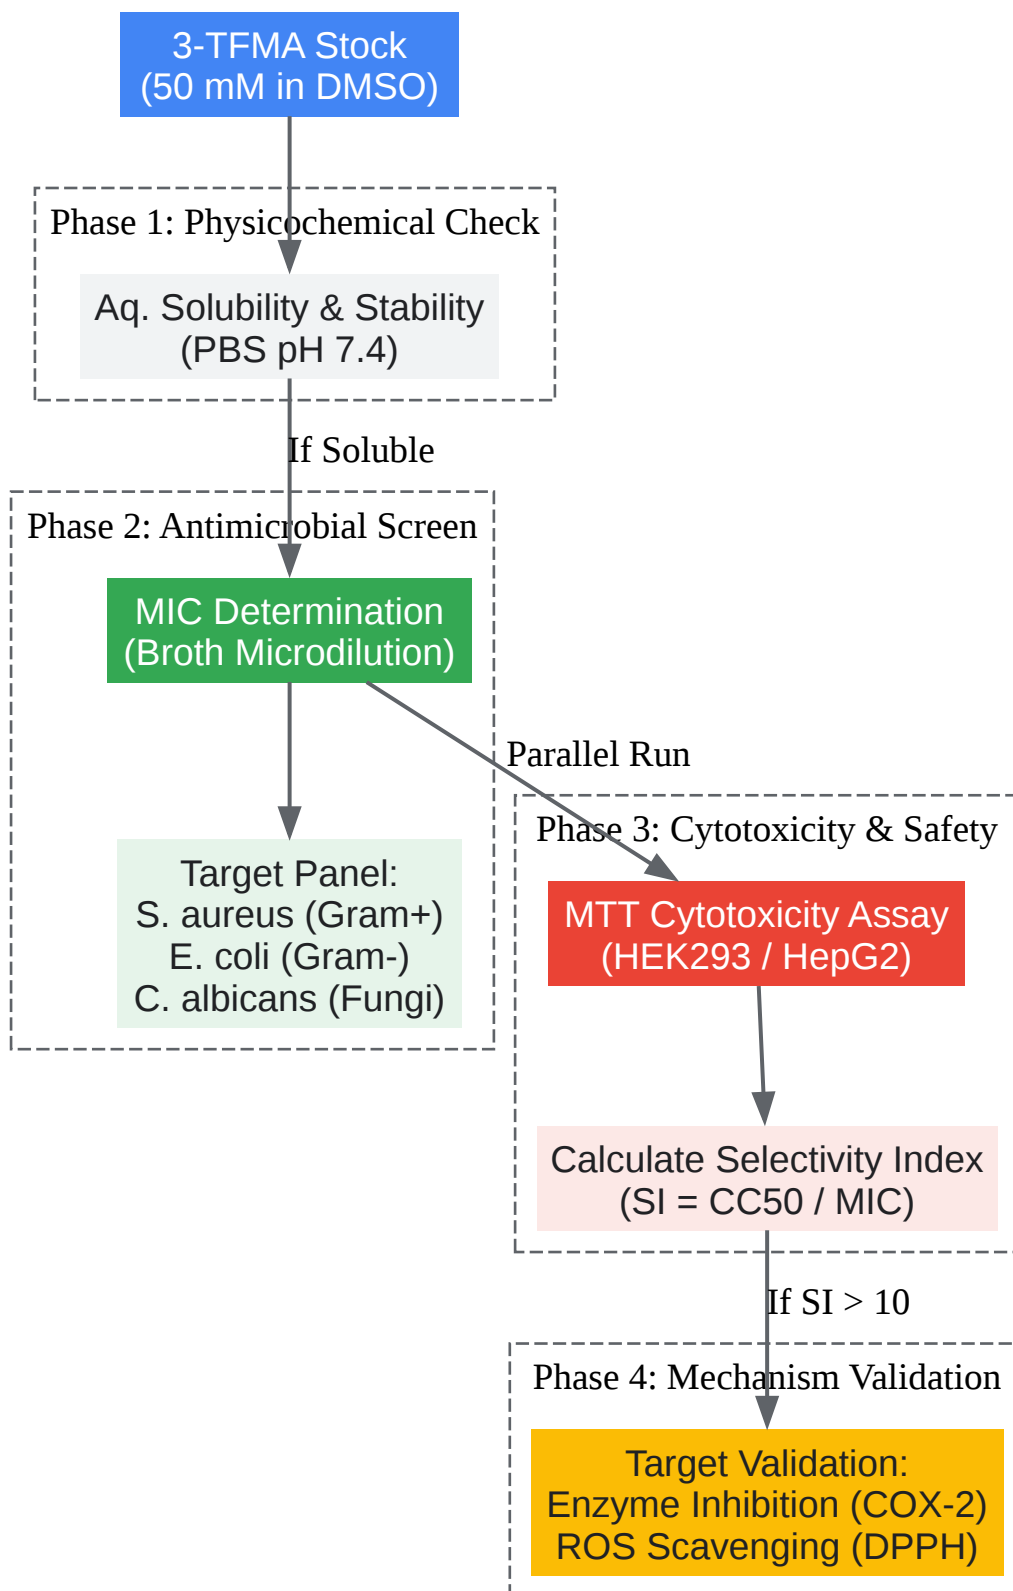 3-TFMA Stock
(50 mM in DMSO)
Phase 1: Physicochemical Check
Aq. Solubility & Stability
(PBS pH 7.4)
If Soluble
Phase 2: Antimicrobial Screen
MIC Determination
(Broth Microdilution)
Parallel Run
Phase 3: Cytotoxicity & Safety
Target Panel:
S. aureus (Gram+)
E. coli (Gram-)
C. albicans (Fungi)
MTT Cytotoxicity Assay
(HEK293 / HepG2)
Calculate Selectivity Index
(SI = CC50 / MIC)
If SI > 10
Phase 4: Mechanism Validation
Target Validation:
Enzyme Inhibition (COX-2)
ROS Scavenging (DPPH)